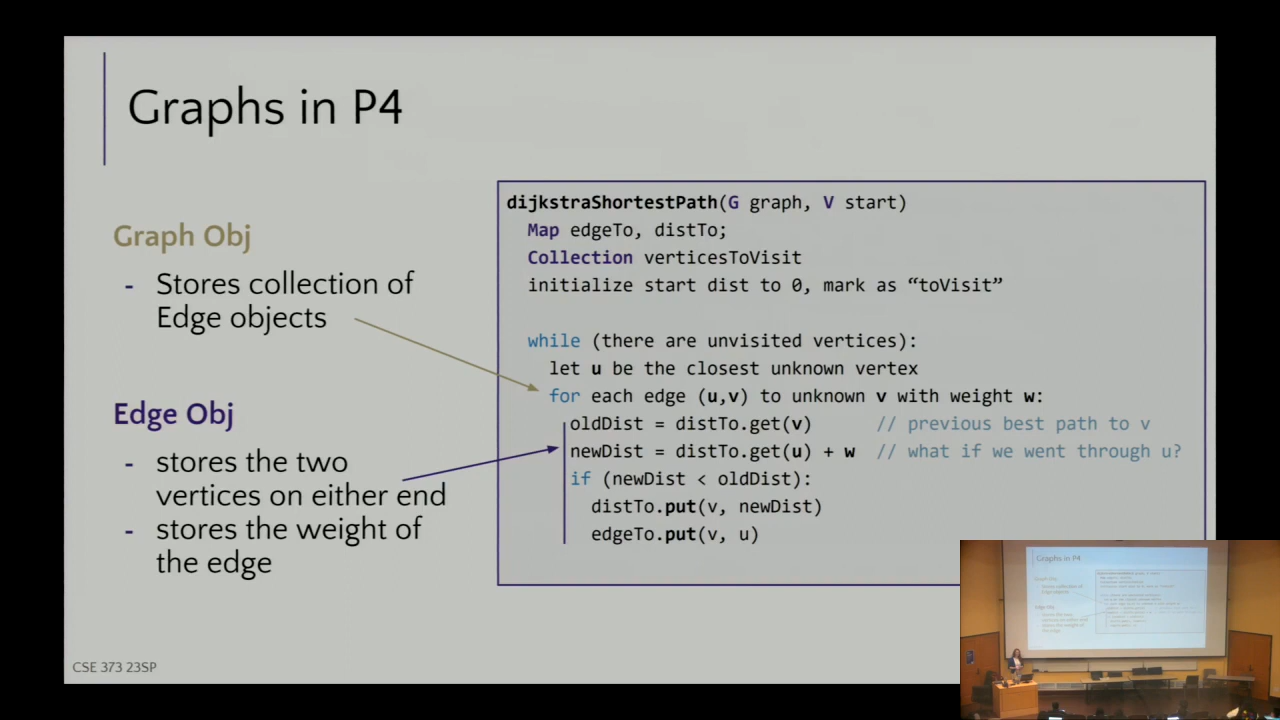 Graphs in P4
Graph Obj
- Stores collection of
Edge objects
Edge Obj
- stores the two
vertices on either end
- stores the weight of
the edge
dijkstraShortestPath(G graph, V start)
Map edgeTo, distTo;
Collection verticesToVisit
initialize start dist to 0, mark as “toVisit”
while (there are unvisited vertices):
let u be the closest unknown vertex
for each edge (u,v) to unknown v with weight w:
oldDist = distTo.get(v) // previous best path to v
newDist = distTo.get(u) + w // what if we went through u?
if (newDist < oldDist):
distTo.put(v, newDist)
edgeTo.put(v, u)
CSE 373 23SP
Graphs in P4